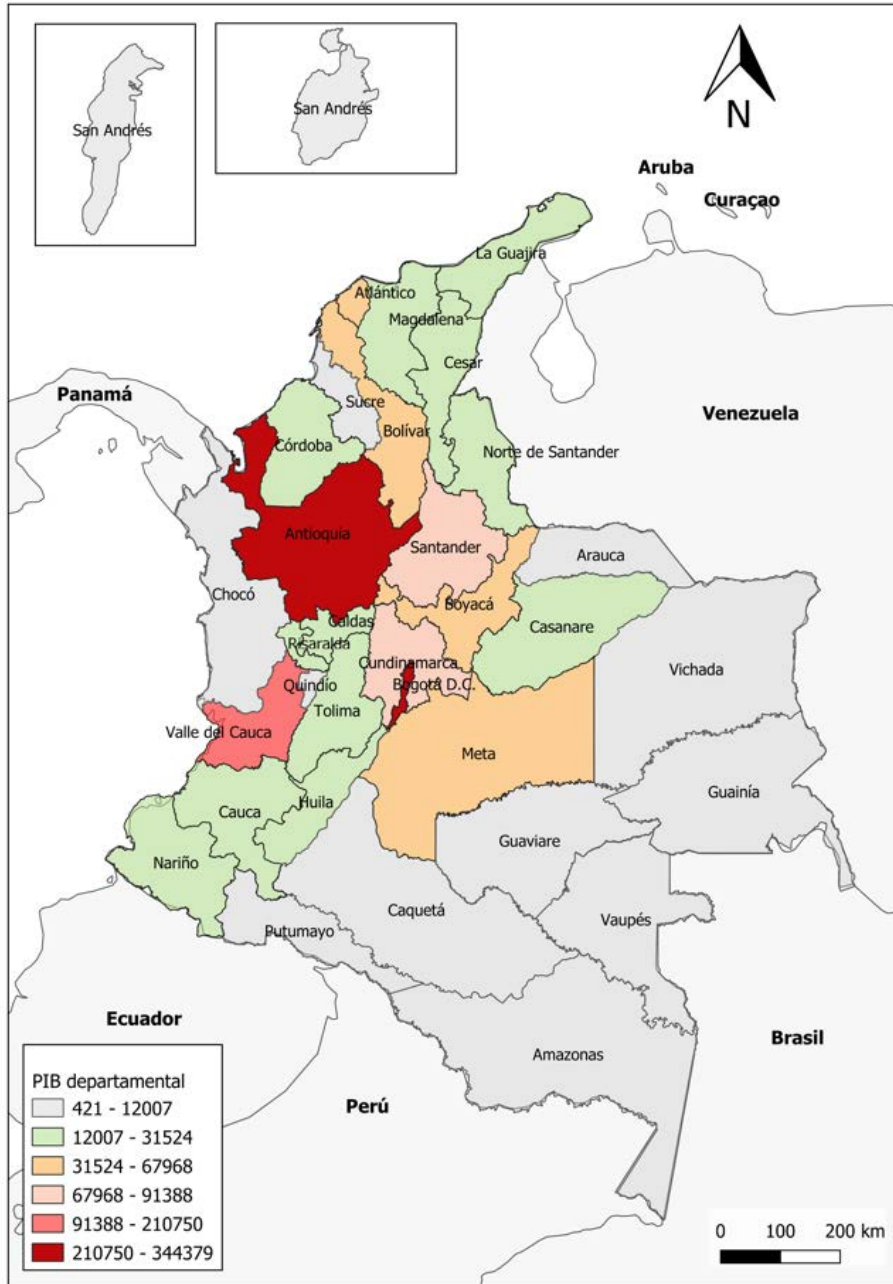 San Andrés
San Andrés
N
Aruba
Curaçao
La Guajira
Atlántico
Magdalena
Cesar
Panamá
Sucre
Venezuela
Bolívar
Córdoba
Norte de Santander
Antioquia
Santander
Arauca
Chocó
Boyacá
Caldas
Casanare
Risaralda
Cundinamarca
Vichada
Quindío
Bogotá D.C.
Tolima
Valle del Cauca
Meta
Guainía
Huila
Cauca
Guaviare
Nariño
Caquetá
Vaupés
Putumayo
Ecuador
Brasil
Amazonas
Perú
PIB departamental
421 - 12007
12007 - 31524
31524 - 67968
67968 - 91388
91388 - 210750
210750 - 344379
0 100 200 km